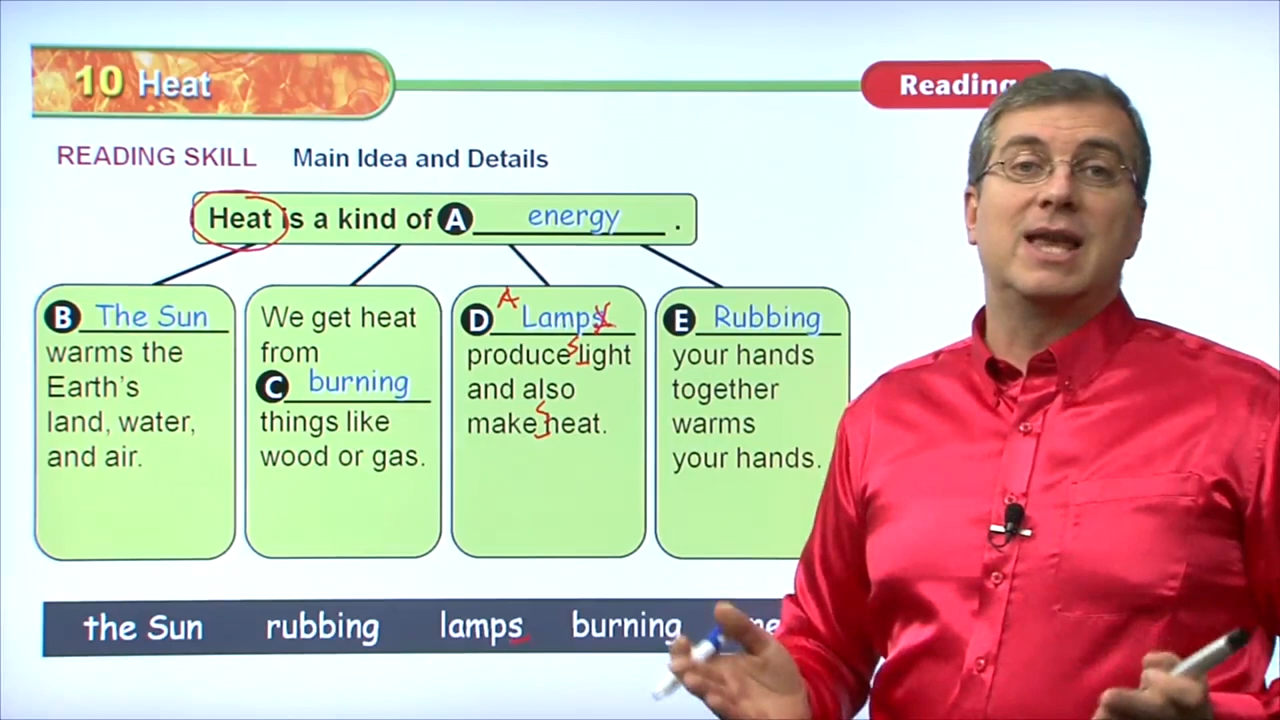 10 Heat
Reading
READING SKILL Main Idea and Details
Heat is a kind of A energy .
B The Sun
warms the
Earth's
land, water,
and air.
We get heat
from
C burning
things like
wood or gas.
A
D Lamps
produces light
and also
makes heat.
E Rubbing
your hands
together
warms
your hands.
the Sun rubbing lamps burning